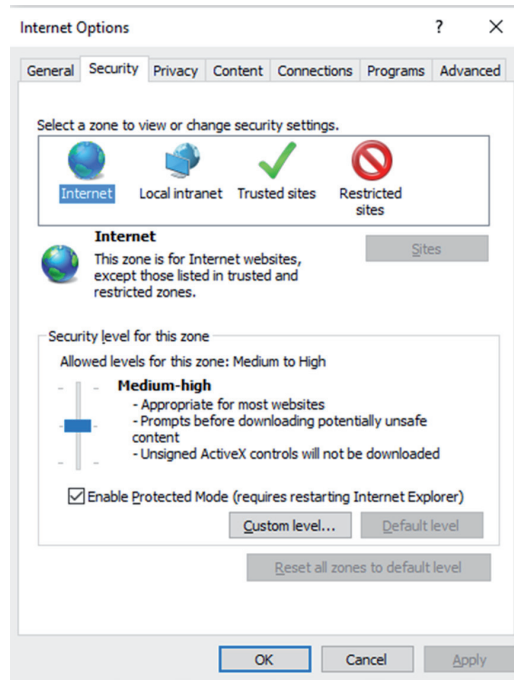 Internet Options ? ×
General Security Privacy Content Connections Programs Advanced
Select a zone to view or change security settings.
Internet Local intranet Trusted sites Restricted
sites
Internet
Sites
This zone is for Internet websites,
except those listed in trusted and
restricted zones.
Security level for this zone
Allowed levels for this zone: Medium to High
Medium-high
- Appropriate for most websites
- Prompts before downloading potentially unsafe
content
- Unsigned ActiveX controls will not be downloaded
Enable Protected Mode (requires restarting Internet Explorer)
Custom level... Default level
Reset all zones to default level
OK Cancel Apply